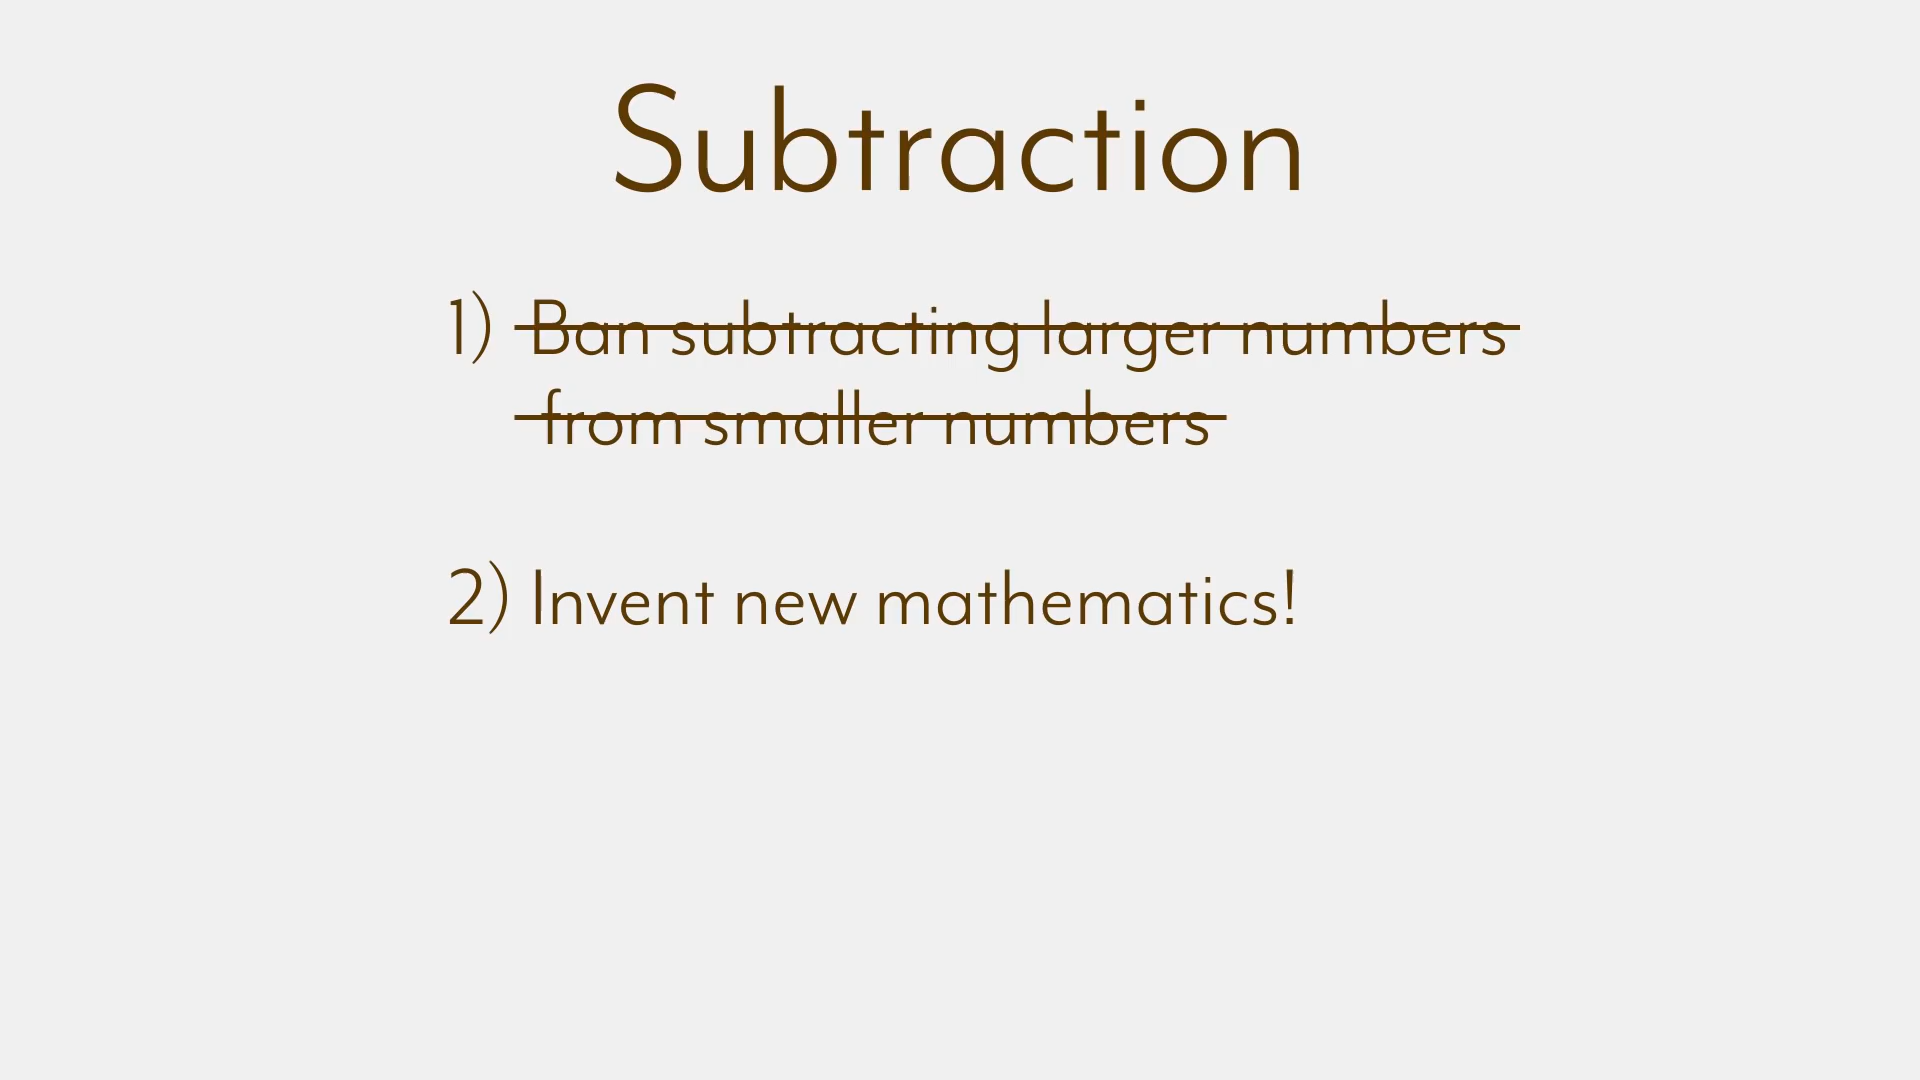 Subtraction
1) Ban subtracting larger numbers
from smaller numbers
2) Invent new mathematics!